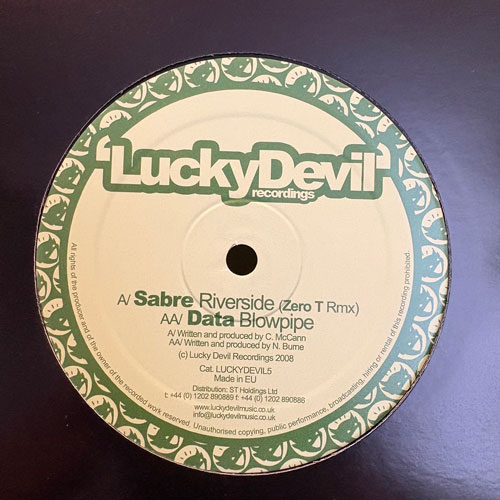 'LuckyDevil'
recordings
A/ Sabre Riverside (Zero T Rmx)
AA/ Data Blowpipe
A/ Written and produced by C. McCann
AA/ Written and produced by N. Burne
(c) Lucky Devil Recordings 2008
Cat. LUCKYDEVIL5
Made in EU
Distribution: ST Holdings Ltd
t: +44 (0) 1202 890889 f: +44 (0) 1202 890886
www.luckydevilmusic.co.uk
info@luckydevilmusic.co.uk
All rights of the producer and owner of the recorded work reserved. Unauthorised copying, public performance, broadcasting, hiring or rental of this recording prohibited.